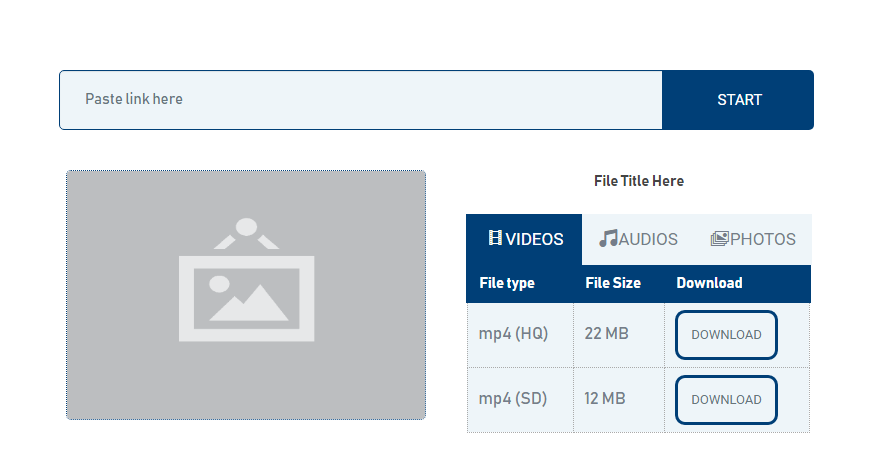 Paste link here
START
File Title Here
VIDEOS
AUDIOS
PHOTOS
File type
File Size
Download
mp4 (HQ)
22 MB
DOWNLOAD
mp4 (SD)
12 MB
DOWNLOAD